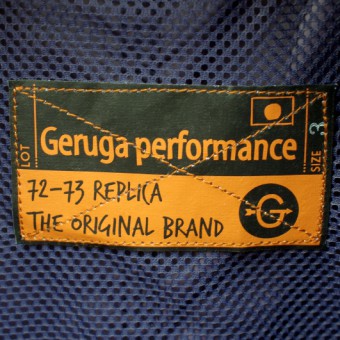 LOT
Geruga performance
SIZE 3
72-73 REPLICA
THE ORIGINAL BRAND
G